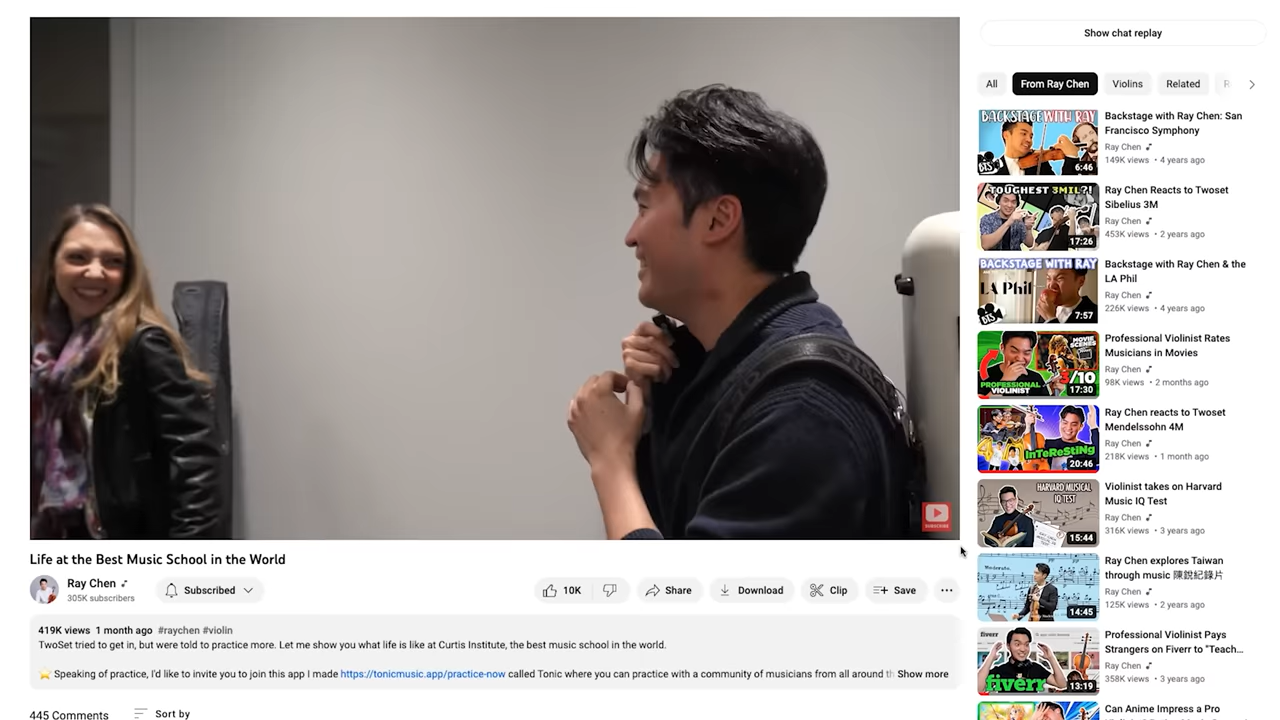 Show chat replay
All
From Ray Chen
Violins
Related
SUBSCRIBE
Life at the Best Music School in the World
Ray Chen
305K subscribers
Subscribed
10K
Share
Download
Clip
Save
419K views 1 month ago #raychen #violin
TwoSet tried to get in, but were told to practice more. Let me show you what life is like at Curtis Institute, the best music school in the world.
Speaking of practice, I'd like to invite you to join this app I made https://tonicmusic.app/practice-now called Tonic where you can practice with a community of musicians from all around th Show more
445 Comments
Sort by
BACKSTAGE WITH RAY
BTS
6:46
Backstage with Ray Chen: San
Francisco Symphony
Ray Chen
149K views • 4 years ago
TOUGHEST 3MIL?!
17:26
Ray Chen Reacts to Twoset
Sibelius 3M
Ray Chen
453K views • 2 years ago
BACKSTAGE WITH RAY
LA Phil
BTS
7:57
Backstage with Ray Chen & the
LA Phil
Ray Chen
226K views • 4 years ago
MOVIE
SCENES
3/10
PROFESSIONAL
VIOLINIST
17:30
Professional Violinist Rates
Musicians in Movies
Ray Chen
98K views • 2 months ago
InTeReStiNg
20:46
Ray Chen reacts to Twoset
Mendelssohn 4M
Ray Chen
218K views • 1 month ago
HARVARD MUSICAL
IQ TEST
15:44
Violinist takes on Harvard
Music IQ Test
Ray Chen
316K views • 3 years ago
Moderato.
14:45
Ray Chen explores Taiwan
through music 陳銳紀錄片
Ray Chen
125K views • 2 years ago
fiverr
fiverr
13:19
Professional Violinist Pays
Strangers on Fiverr to "Teach...
Ray Chen
358K views • 3 years ago
Can Anime Impress a Pro